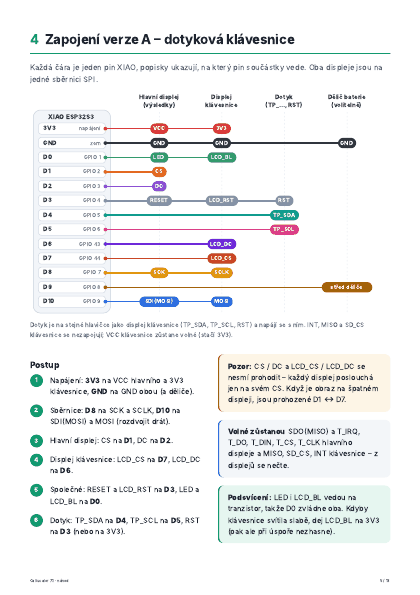 4 Zapojení verze A – dotyková klávesnice
Každá čára je jeden pin XIAO, popisky ukazují, na který pin součástky vede. Oba displeje jsou na
jedné sběrnici SPI.
Hlavní displej
(výsledky)
Displej
klávesnice
Dotyk
(TP_…, RST)
Dělič baterie
(volitelně)
XIAO ESP32S3
3V3 napájení VCC 3V3
GND zem GND GND GND
D0 GPIO 1 LED LCD_BL
D1 GPIO 2 CS
D2 GPIO 3 DC
D3 GPIO 4 RESET LCD_RST RST
D4 GPIO 5 TP_SDA
D5 GPIO 6 TP_SCL
D6 GPIO 43 LCD_DC
D7 GPIO 44 LCD_CS
D8 GPIO 7 SCK SCLK
D9 GPIO 8 střed děliče
D10 GPIO 9 SDI(MOSI) MOSI
Dotyk je na stejné hlavičce jako displej klávesnice (TP_SDA, TP_SCL, RST) a napájí se s ním. INT, MISO a SD_CS
klávesnice se nezapojují; VCC klávesnice zůstane volné (stačí 3V3).
Postup
1 Napájení: 3V3 na VCC hlavního a 3V3
klávesnice, GND na GND obou (a děliče).
2 Sběrnice: D8 na SCK a SCLK, D10 na
SDI(MOSI) a MOSI (rozdvojit drát).
3 Hlavní displej: CS na D1, DC na D2.
4 Displej klávesnice: LCD_CS na D7, LCD_DC
na D6.
5 Společné: RESET a LCD_RST na D3, LED a
LCD_BL na D0.
6 Dotyk: TP_SDA na D4, TP_SCL na D5, RST
na D3 (nebo na 3V3).
Pozor: CS / DC a LCD_CS / LCD_DC se
nesmí prohodit – každý displej poslouchá
jen na svém CS. Když je obraz na špatném
displeji, jsou prohozené D1 ↔ D7.
Volné zůstanou SDO(MISO) a T_IRQ,
T_DO, T_DIN, T_CS, T_CLK hlavního
displeje a MISO, SD_CS, INT klávesnice – z
displejů se nečte.
Podsvícení: LED i LCD_BL vedou na
tranzistor, takže D0 zvládne oba. Kdyby
klávesnice svítila slabě, dej LCD_BL na 3V3
(pak ale při úspoře nezhasne).